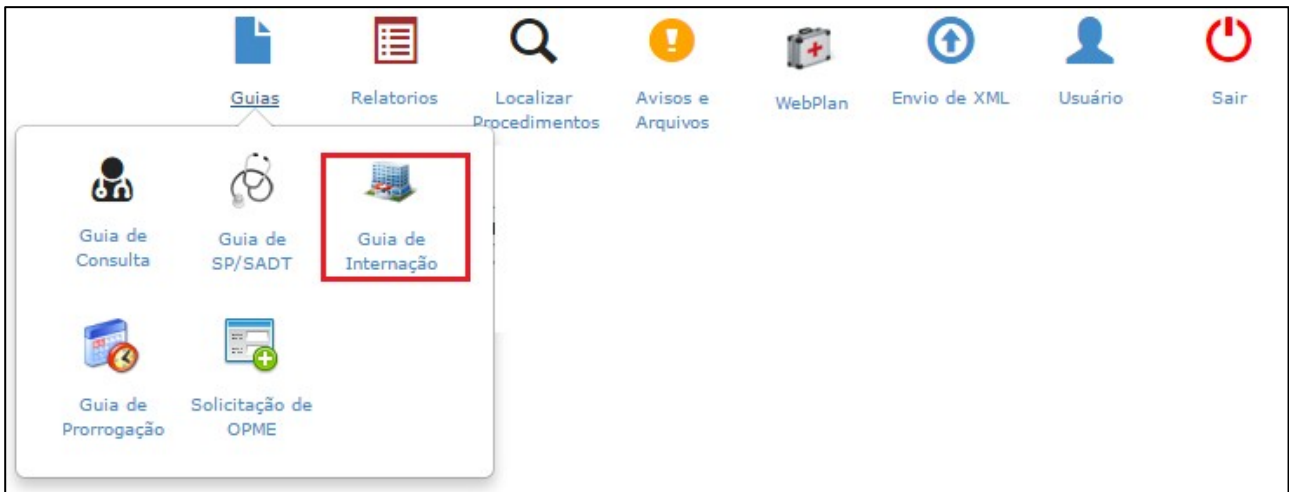 Guias
Relatorios
Localizar
Procedimentos
Avisos e
Arquivos
WebPlan
Envio de XML
Usuário
Sair
Guia de
Consulta
Guia de
SP/SADT
Guia de
Internação
Guia de
Prorrogação
Solicitação de
OPME